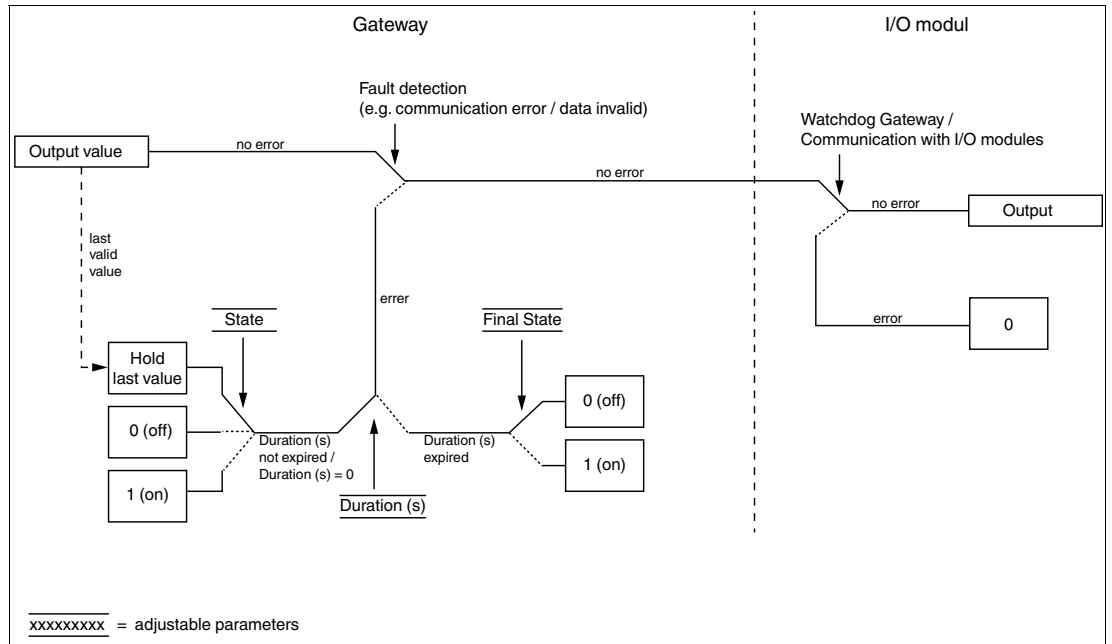 Gateway
I/O modul
Fault detection
(e.g. communication error / data invalid)
Watchdog Gateway /
Communication with I/O modules
Output value
no error
no error
no error
Output
last
valid
value
errer
error
0
State
Final State
Hold
last value
0 (off)
1 (on)
Duration (s)
not expired /
Duration (s) = 0
Duration (s)
expired
0 (off)
1 (on)
Duration (s)
xxxxxxxxx = adjustable parameters